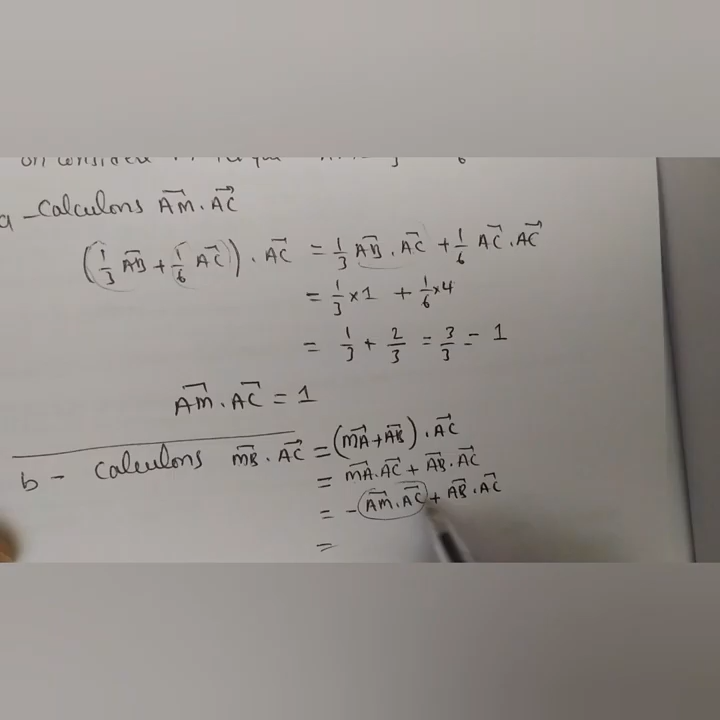 on considère
a - Calculons AM⃗.AC⃗
(1/3 AB⃗ + 1/6 AC⃗) . AC⃗ = 1/3 AB⃗ . AC⃗ + 1/6 AC⃗ . AC⃗
= 1/3 × 1 + 1/6 × 4
= 1/3 + 2/3 = 3/3 = 1
AM⃗ . AC⃗ = 1
b - Calculons MB⃗ . AC⃗ = (MA⃗ + AB⃗) . AC⃗
= MA⃗ . AC⃗ + AB⃗ . AC⃗
= - AM⃗ . AC⃗ + AB⃗ . AC⃗
=